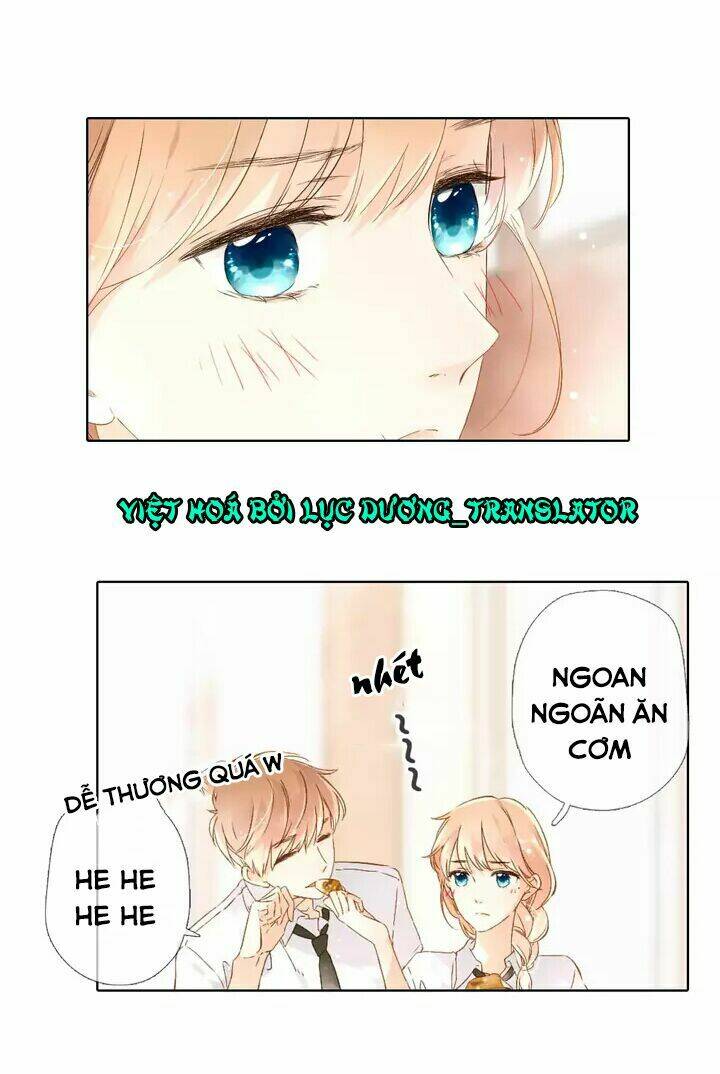 VIỆT HOÁ BỞI LỤC DƯƠNG_TRANSLATOR
nhét
NGOAN
NGOÃN ĂN
CƠM
DỄ THƯƠNG QUÁ W
HE HE
HE HE